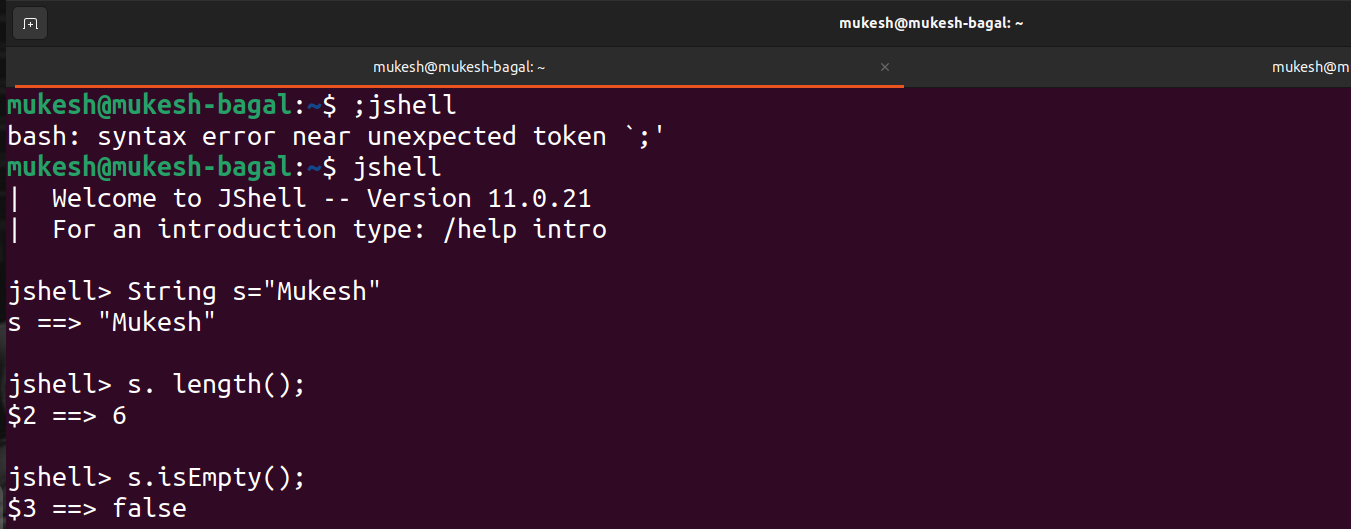 mukesh@mukesh-bagal: ~
mukesh@mukesh-bagal: ~ ×
mukesh@m
mukesh@mukesh-bagal:~$ ;jshell
bash: syntax error near unexpected token `;'
mukesh@mukesh-bagal:~$ jshell
|  Welcome to JShell -- Version 11.0.21
|  For an introduction type: /help intro
jshell> String s="Mukesh"
s ==> "Mukesh"
jshell> s. length();
$2 ==> 6
jshell> s.isEmpty();
$3 ==> false